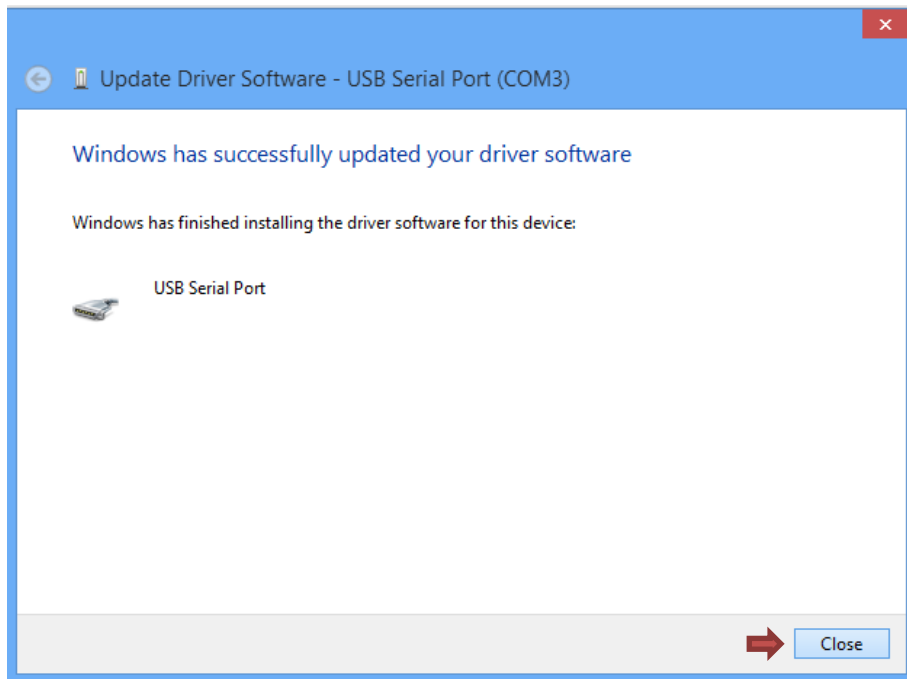 Update Driver Software - USB Serial Port (COM3)
Windows has successfully updated your driver software
Windows has finished installing the driver software for this device:
USB Serial Port
Close